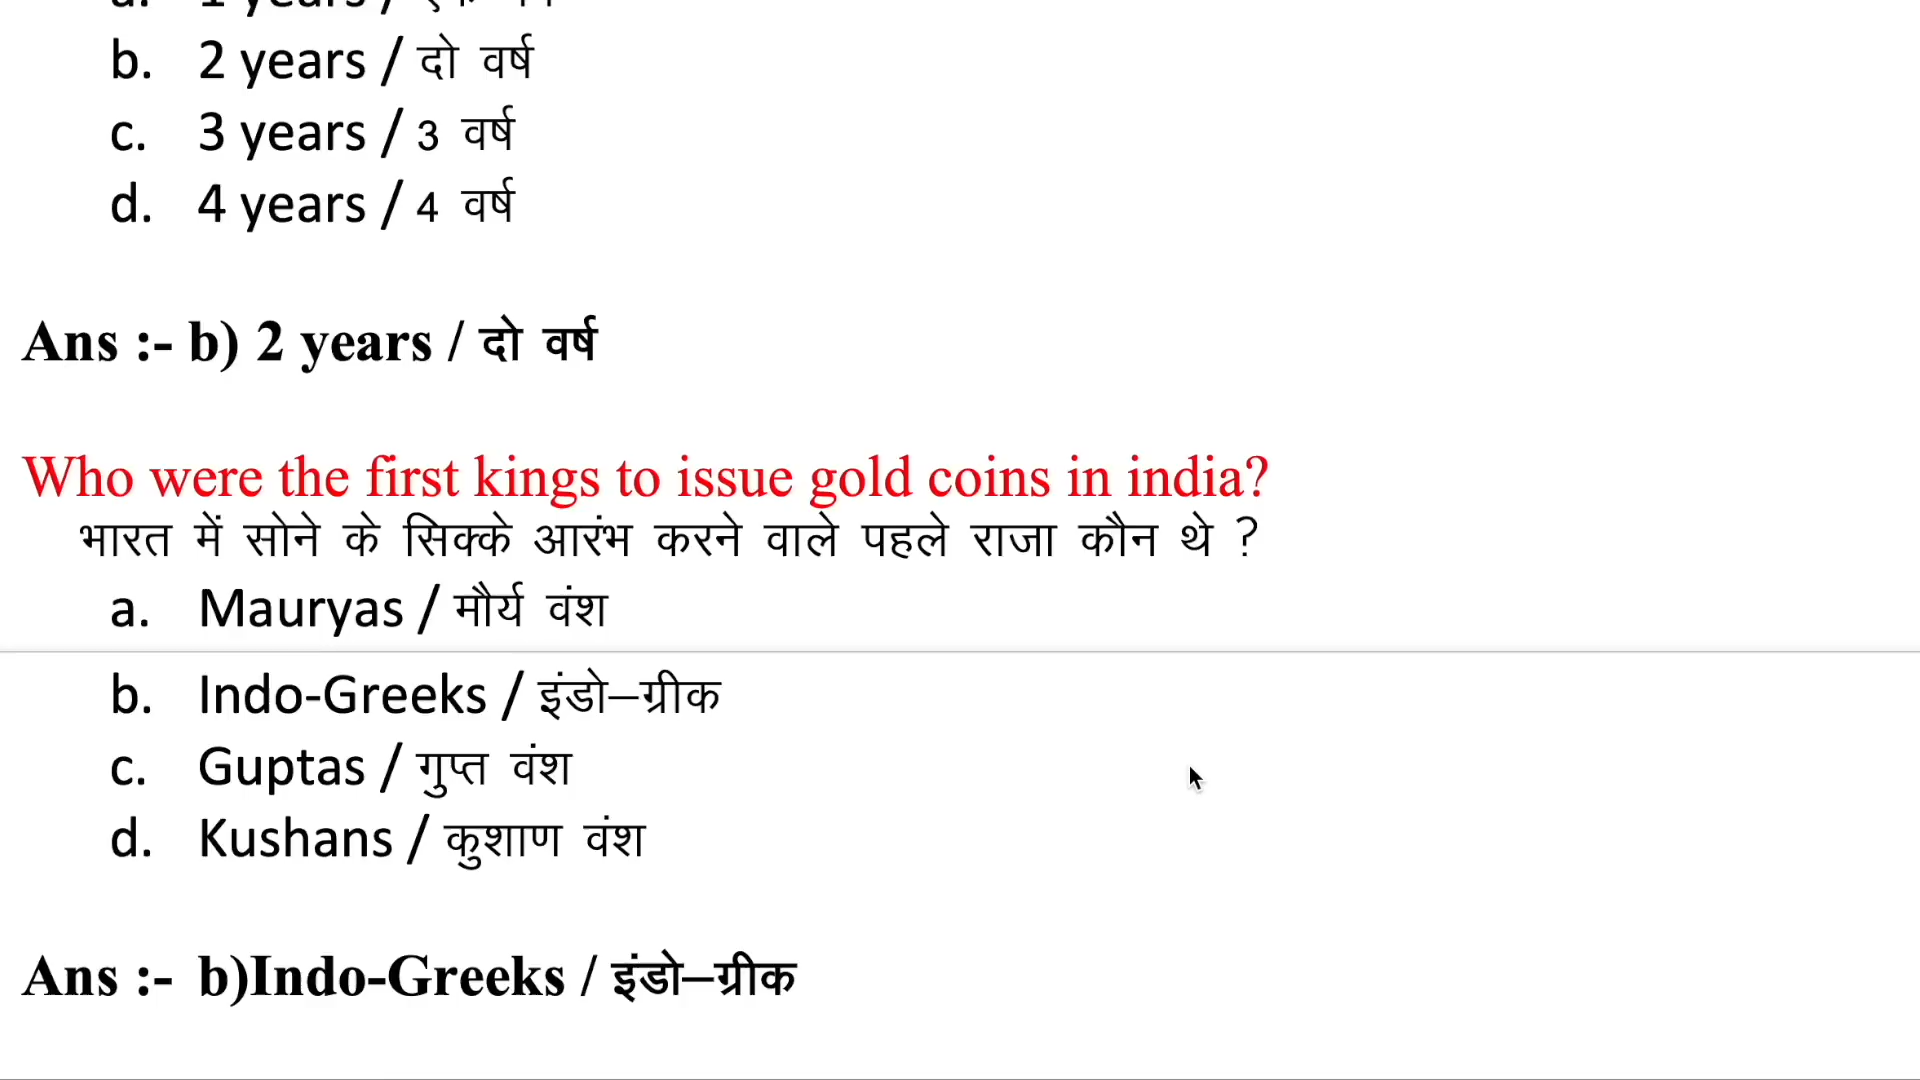 b. 2 years / दो वर्ष
c. 3 years / 3 वर्ष
d. 4 years / 4 वर्ष
Ans :- b) 2 years / दो वर्ष
Who were the first kings to issue gold coins in india?
भारत में सोने के सिक्के आरंभ करने वाले पहले राजा कौन थे ?
a. Mauryas / मौर्य वंश
b. Indo-Greeks / इंडो–ग्रीक
c. Guptas / गुप्त वंश
d. Kushans / कुशाण वंश
Ans :- b)Indo-Greeks / इंडो–ग्रीक